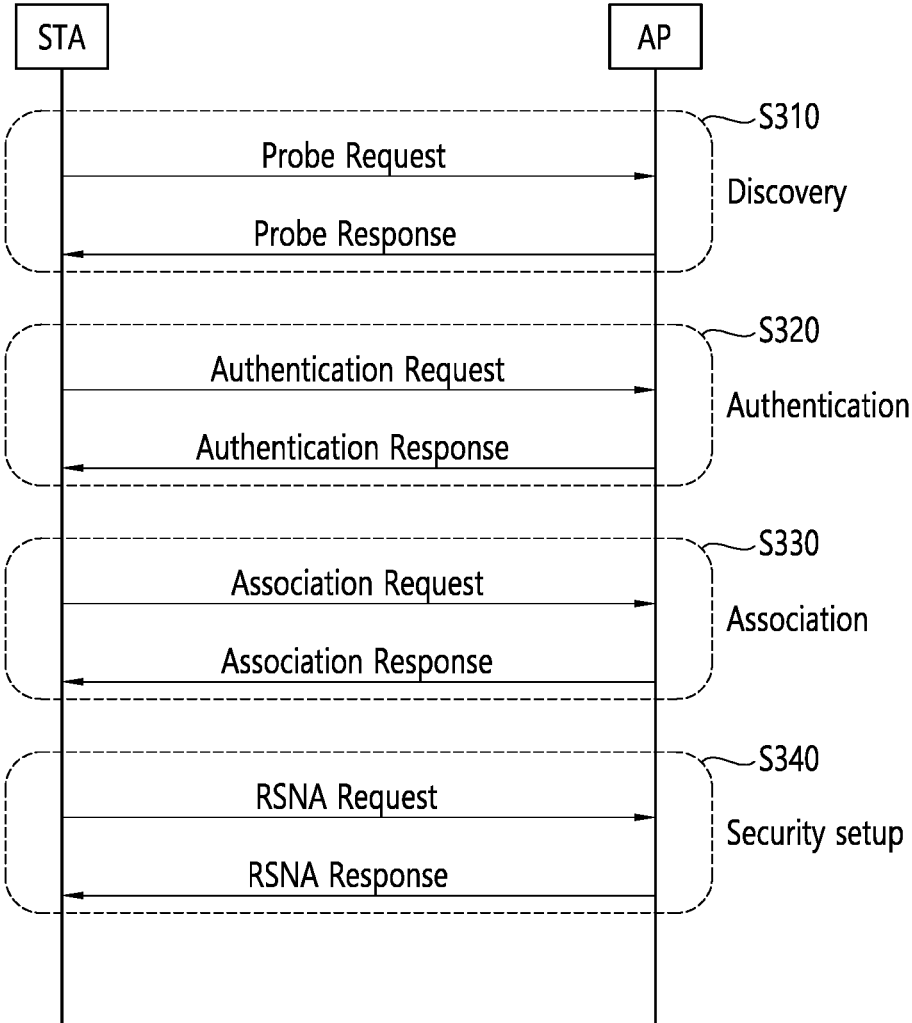 STA
AP
S310
Probe Request
Discovery
Probe Response
S320
Authentication Request
Authentication
Authentication Response
S330
Association Request
Association
Association Response
S340
RSNA Request
Security setup
RSNA Response